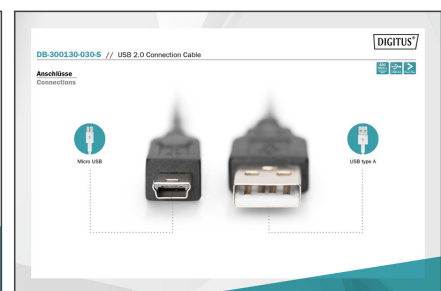 DIGITUS®
DB-300130-030-S // USB 2.0 Connection Cable
Anschlüsse
Connections
Micro USB
USB type A